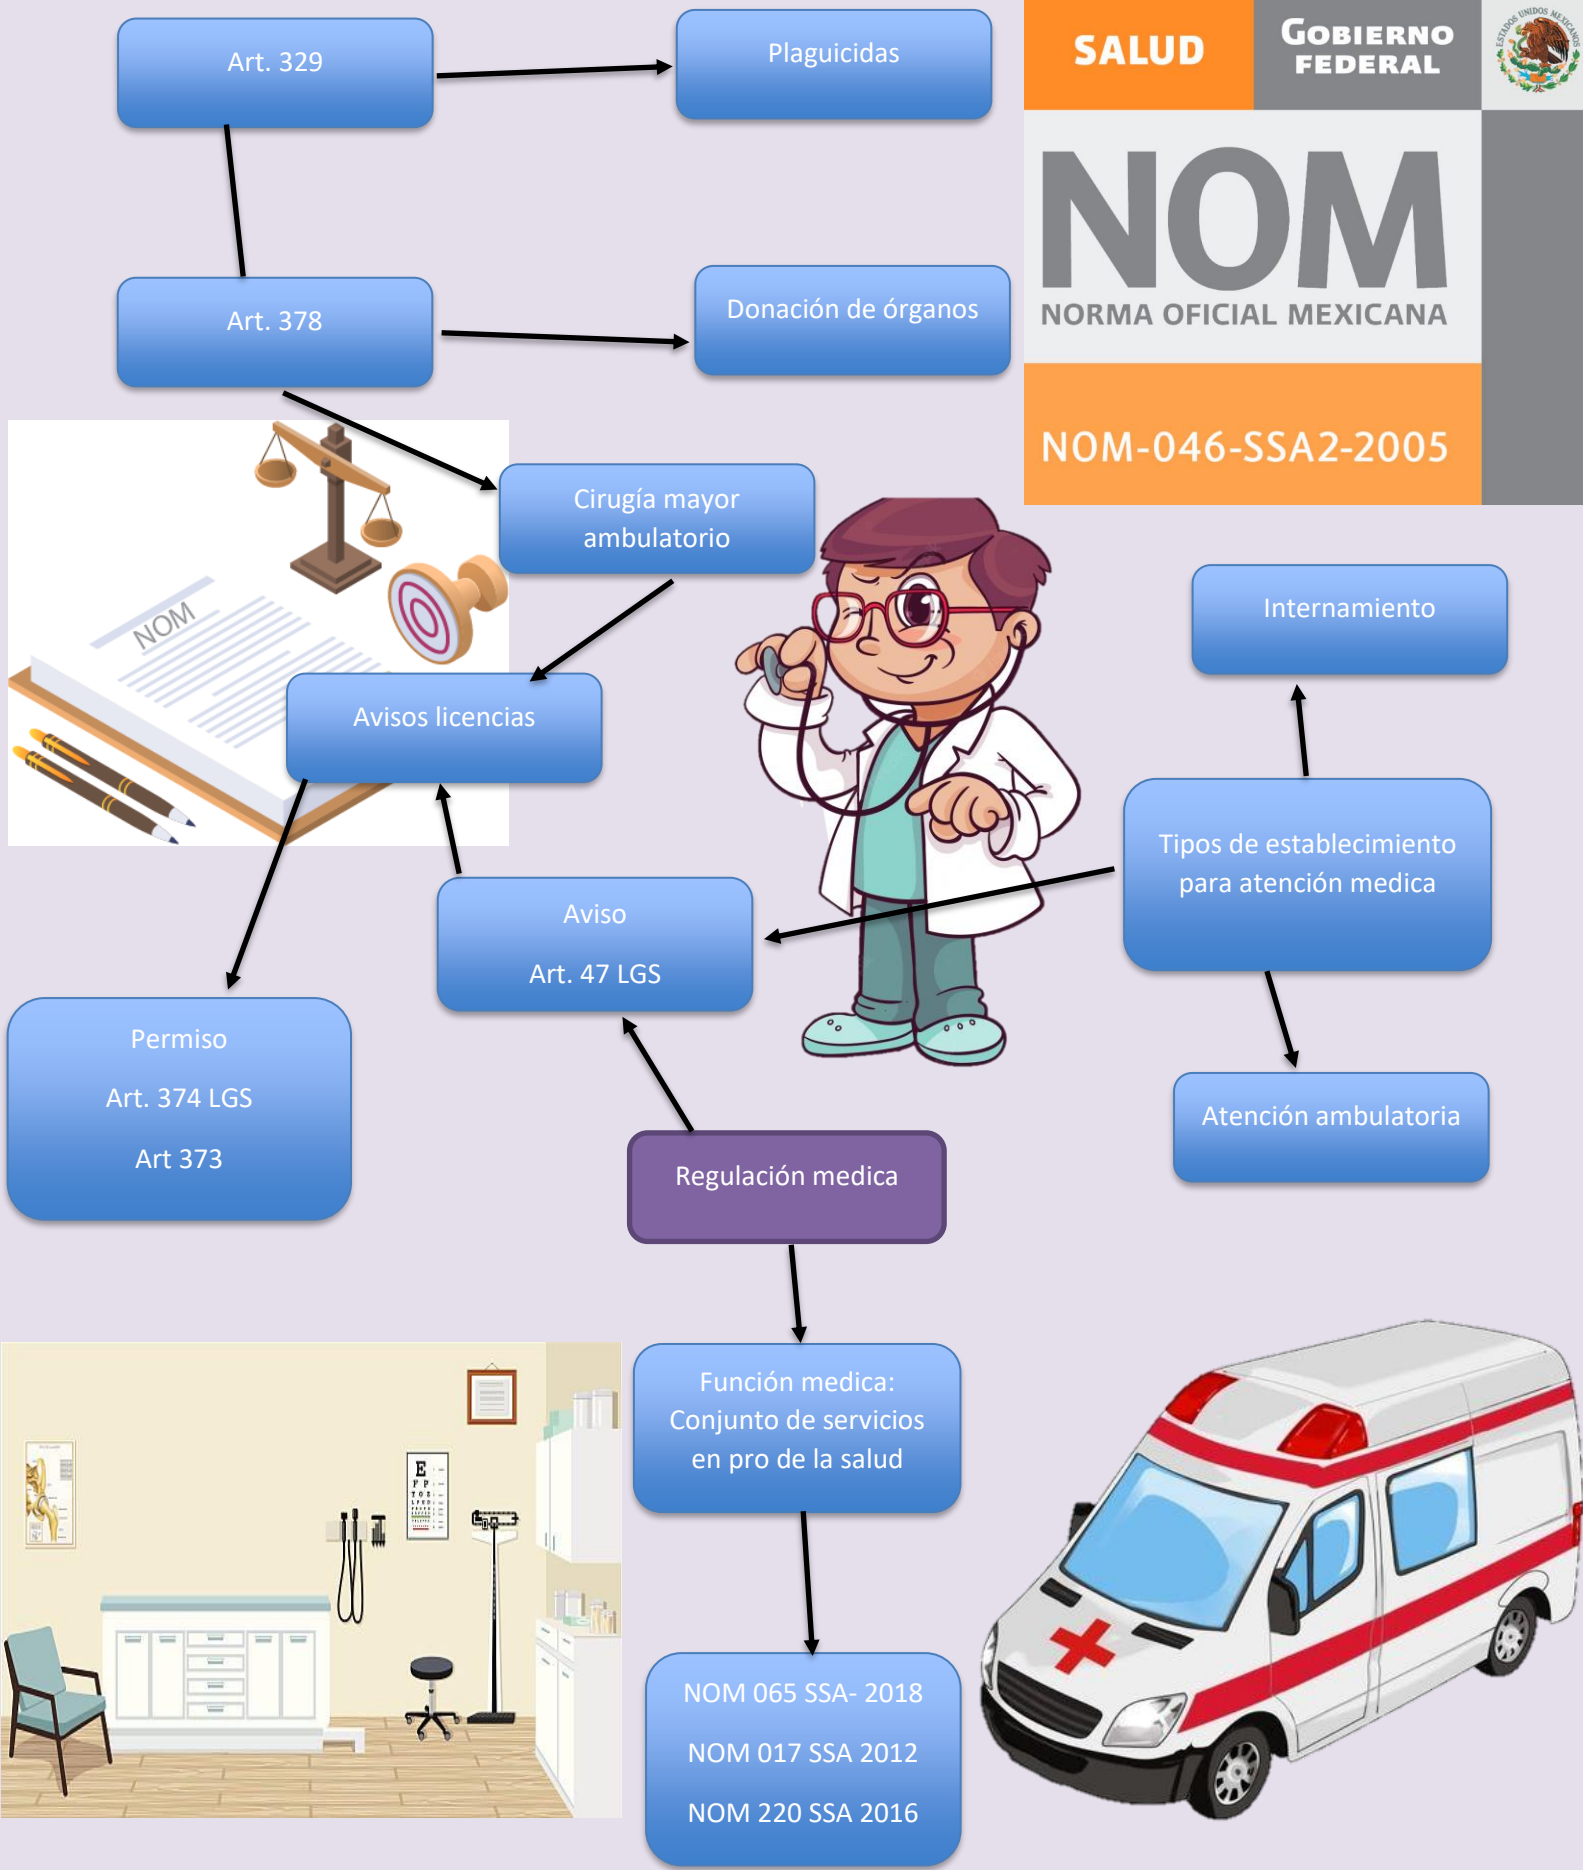 Art. 329
Plaguicidas
SALUD
GOBIERNO
FEDERAL
ESTADOS UNIDOS MEXICANOS
NOM
NORMA OFICIAL MEXICANA
NOM-046-SSA2-2005
Art. 378
Donación de órganos
Cirugía mayor
ambulatorio
NOM
Avisos licencias
Internamiento
Tipos de establecimiento
para atención medica
Aviso
Art. 47 LGS
Atención ambulatoria
Permiso
Art. 374 LGS
Art 373
Regulación medica
Función medica:
Conjunto de servicios
en pro de la salud
E
F P
T O Z
NOM 065 SSA- 2018
NOM 017 SSA 2012
NOM 220 SSA 2016